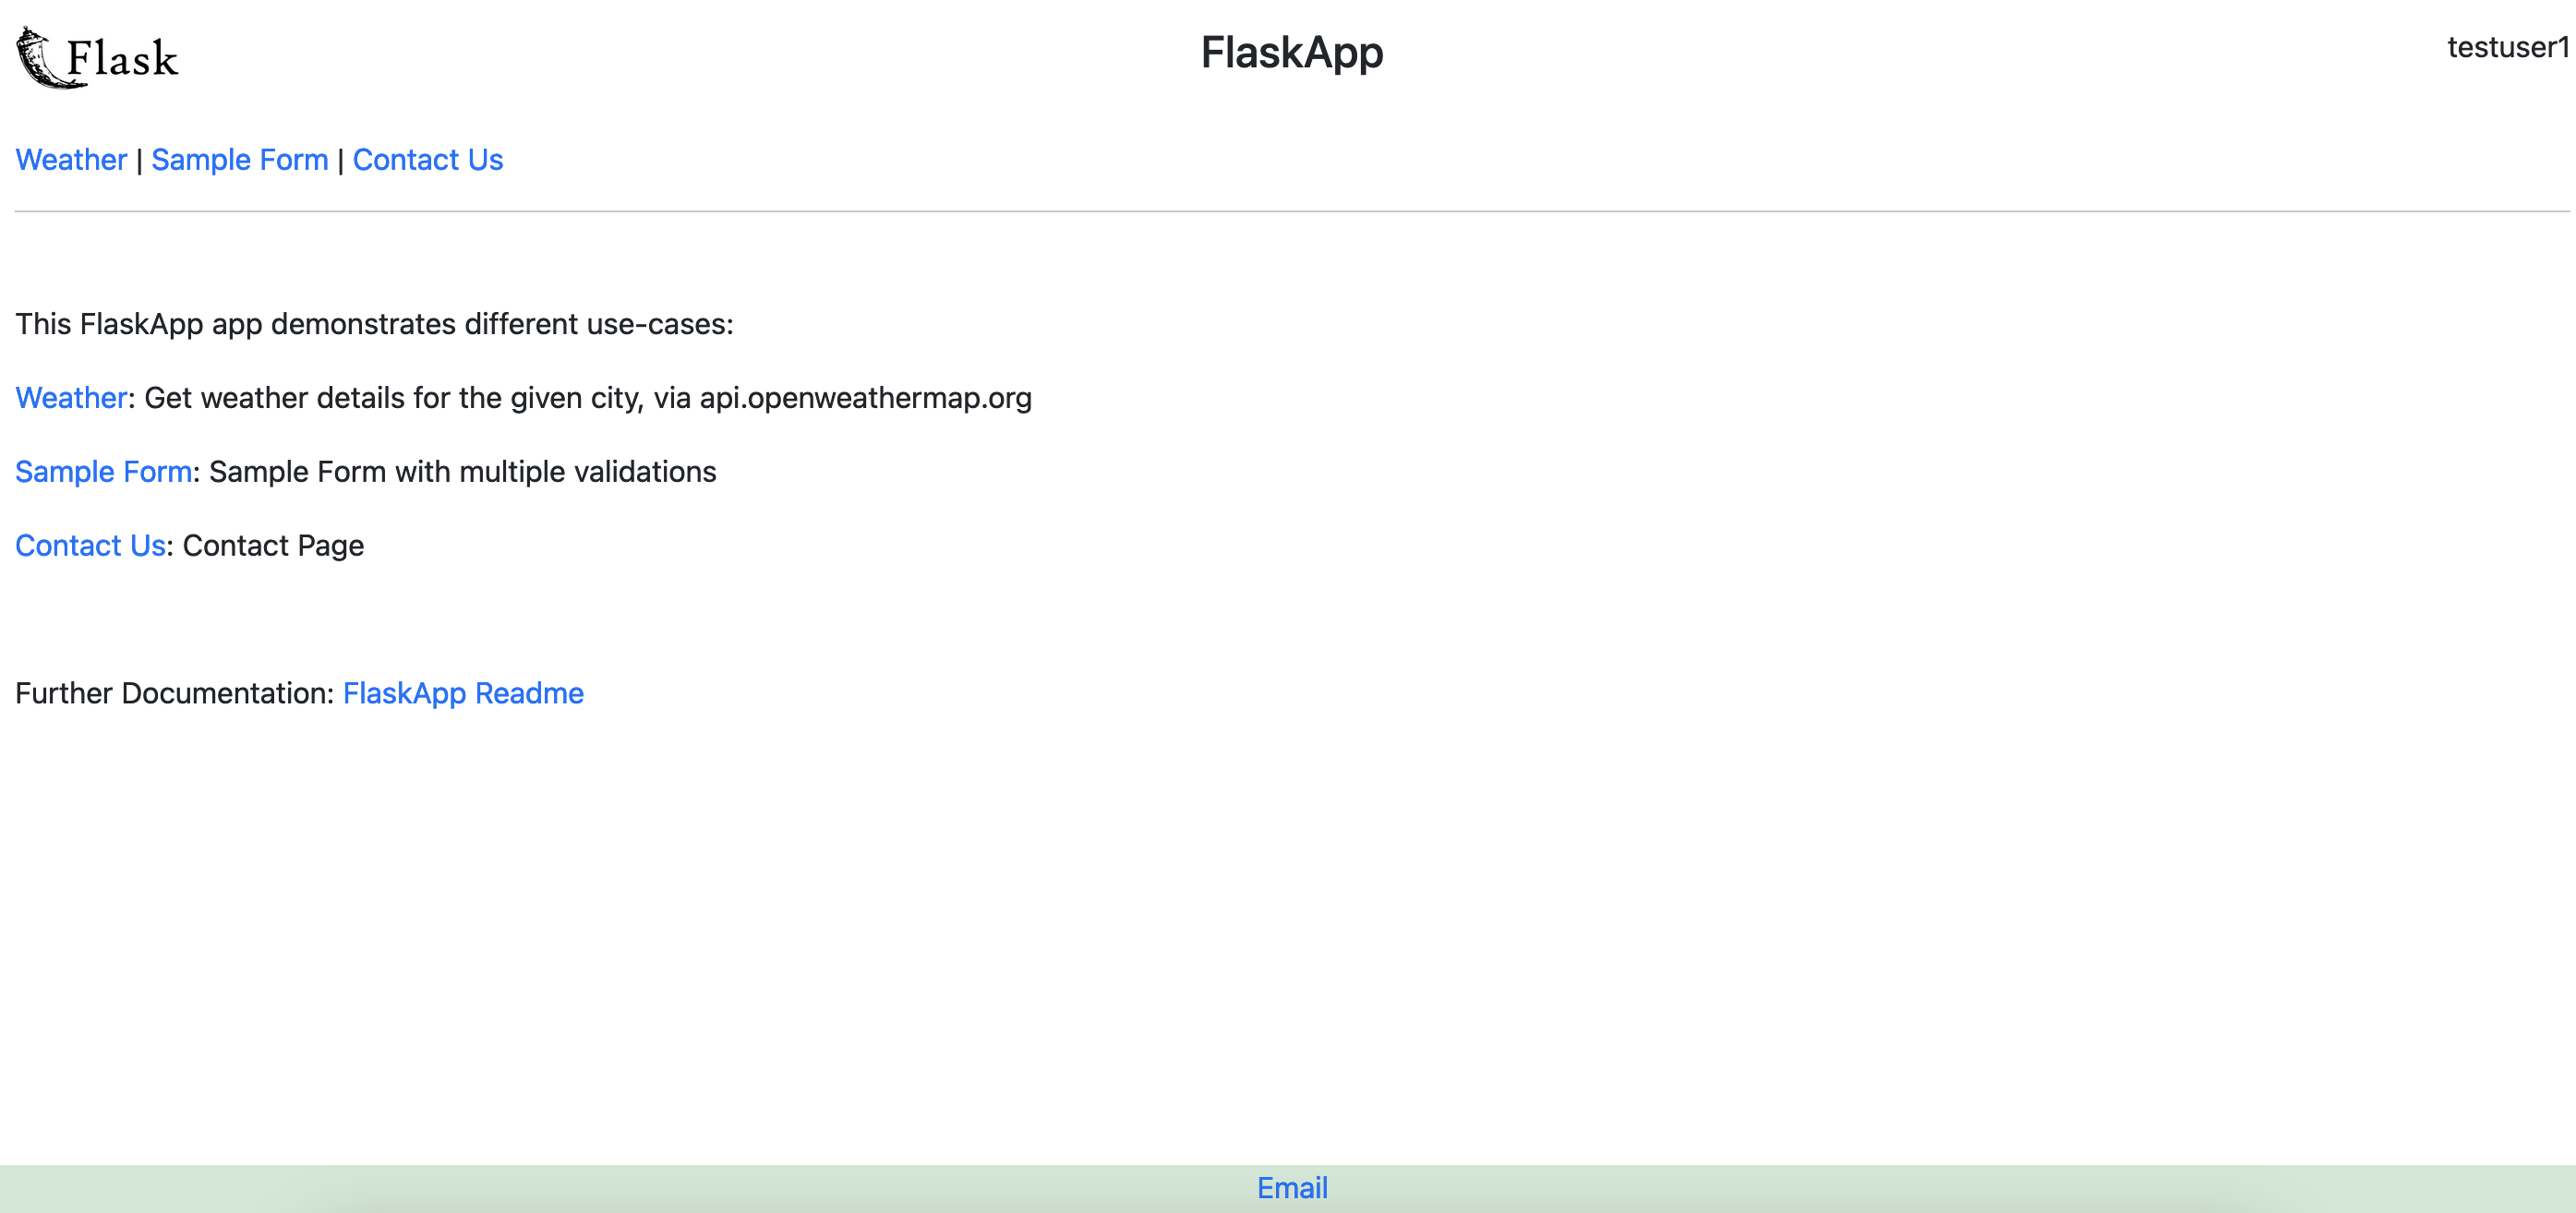 Flask
FlaskApp
testuser1
Weather | Sample Form | Contact Us
This FlaskApp app demonstrates different use-cases:
Weather: Get weather details for the given city, via api.openweathermap.org
Sample Form: Sample Form with multiple validations
Contact Us: Contact Page
Further Documentation: FlaskApp Readme
Email